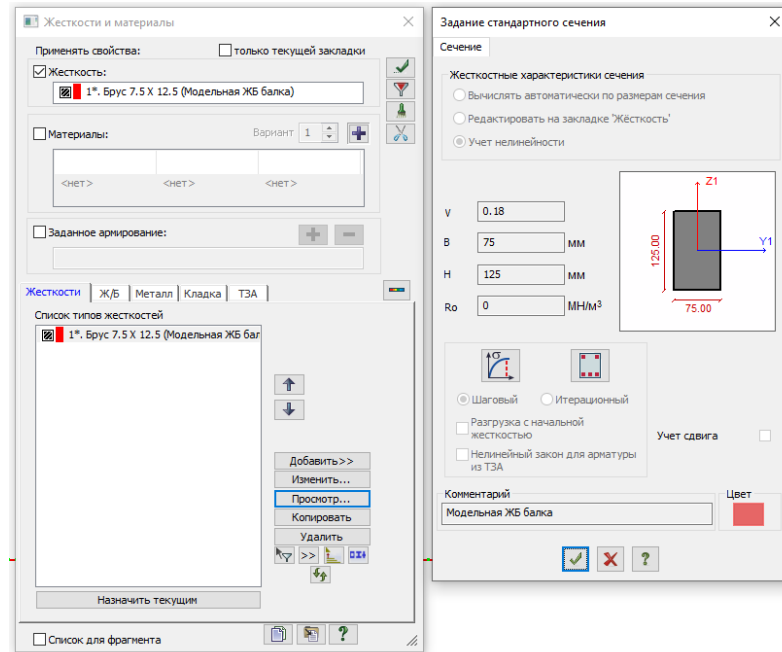 Жесткости и материалы
Применять свойства:
только текущей закладки
Жесткость:
1*. Брус 7.5 X 12.5 (Модельная ЖБ балка)
Материалы:
Вариант 1
<нет> <нет> <нет>
Заданное армирование:
Жесткости Ж/Б Металл Кладка ТЗА
Список типов жесткостей
1*. Брус 7.5 X 12.5 (Модельная ЖБ бал
Добавить>>
Изменить...
Просмотр...
Копировать
Удалить
>>
Назначить текущим
Список для фрагмента
?
Задание стандартного сечения
Сечение
Жесткостные характеристики сечения
Вычислять автоматически по размерам сечения
Редактировать на закладке 'Жёсткость'
Учет нелинейности
V 0.18
B 75 мм
H 125 мм
Ro 0 МН/м³
Z1
Y1
125.00
75.00
σ
Шаговый Итерационный
Разгрузка с начальной
жесткостью
Нелинейный закон для арматуры
из ТЗА
Учет сдвига
Комментарий
Модельная ЖБ балка
Цвет
?